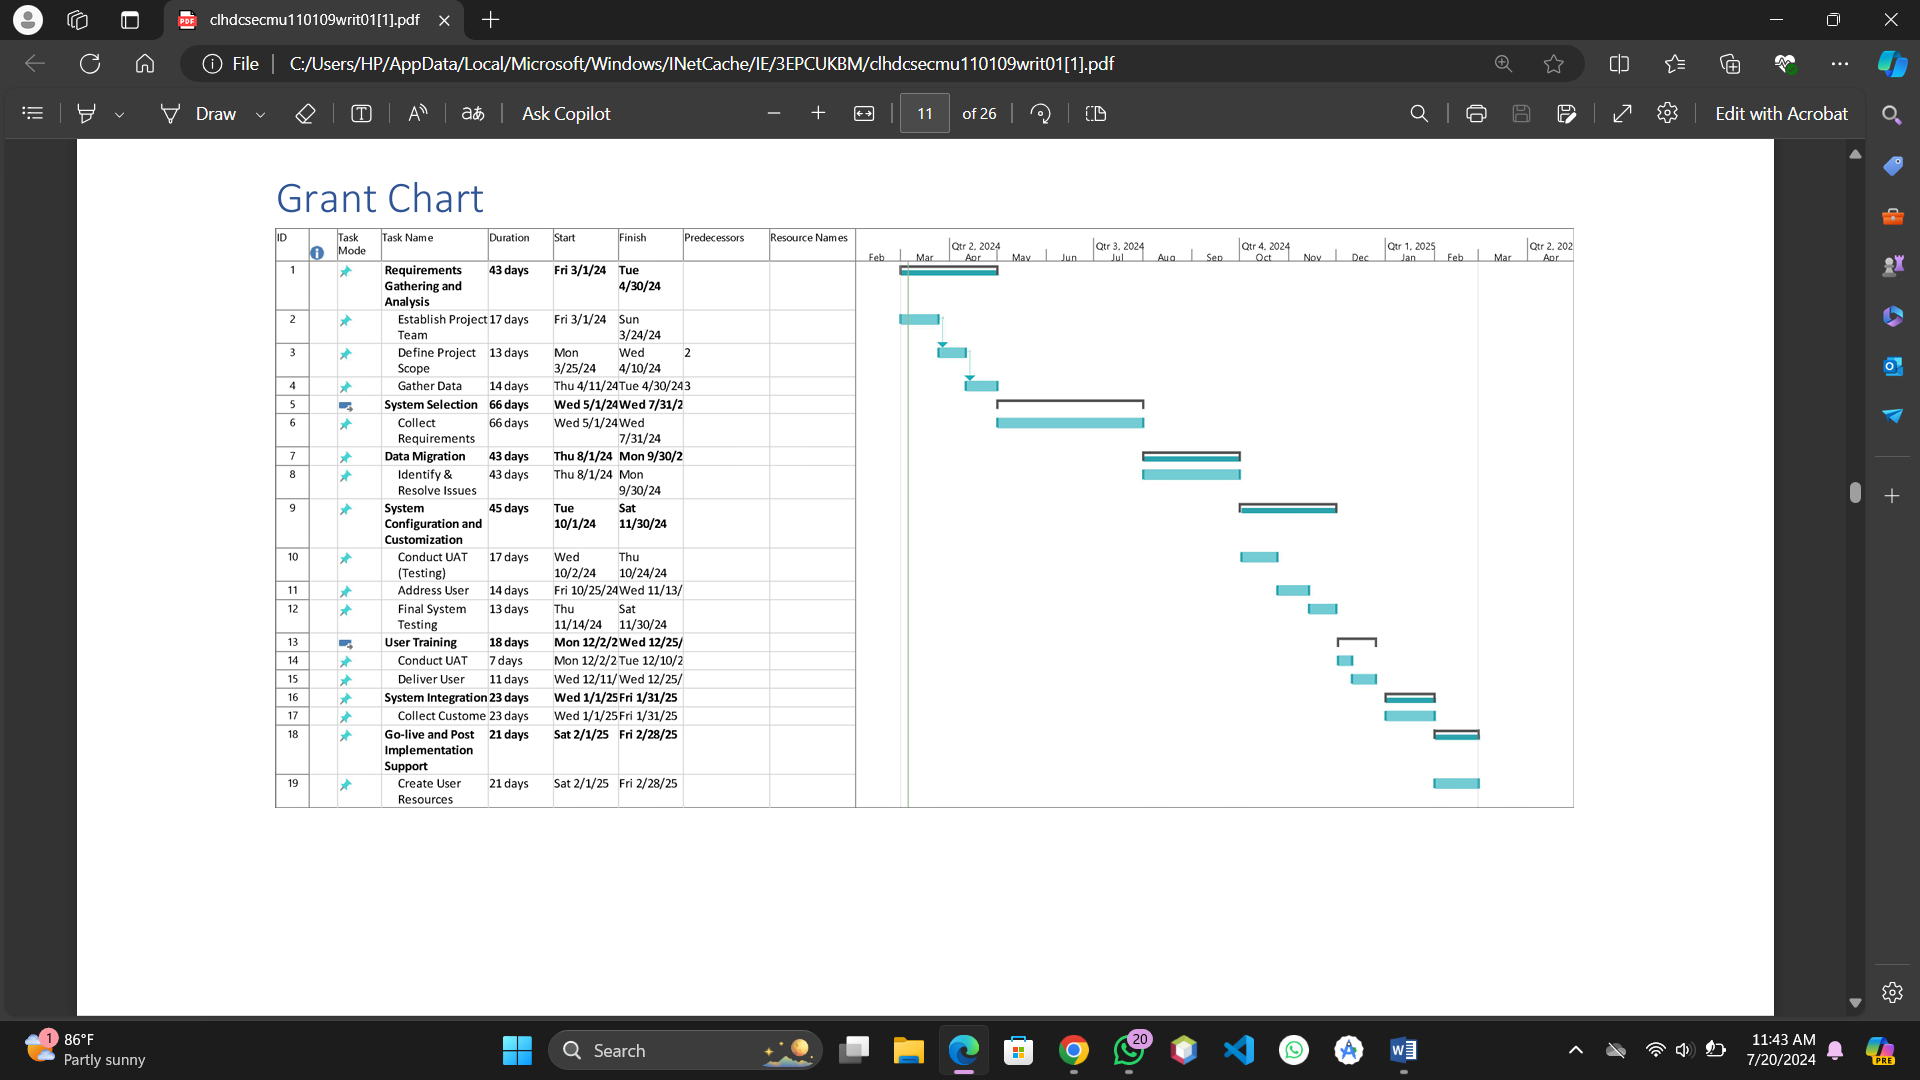 clhdcsecmu110109writ01[1].pdf
File
C:/Users/HP/AppData/Local/Microsoft/Windows/INetCache/IE/3EPCUKBM/clhdcsecmu110109writ01[1].pdf
Draw
Ask Copilot
11 of 26
Edit with Acrobat
Grant Chart
ID Task Mode Task Name Duration Start Finish Predecessors Resource Names
Qtr 2, 2024 Qtr 3, 2024 Qtr 4, 2024 Qtr 1, 2025 Qtr 2, 202
Feb Mar Apr May Jun Jul Aug Sep Oct Nov Dec Jan Feb Mar Apr
1 Requirements Gathering and Analysis 43 days Fri 3/1/24 Tue 4/30/24
2 Establish Project Team 17 days Fri 3/1/24 Sun 3/24/24
3 Define Project Scope 13 days Mon 3/25/24 Wed 4/10/24 2
4 Gather Data 14 days Thu 4/11/24 Tue 4/30/24 3
5 System Selection 66 days Wed 5/1/24 Wed 7/31/2
6 Collect Requirements 66 days Wed 5/1/24 Wed 7/31/24
7 Data Migration 43 days Thu 8/1/24 Mon 9/30/2
8 Identify & Resolve Issues 43 days Thu 8/1/24 Mon 9/30/24
9 System Configuration and Customization 45 days Tue 10/1/24 Sat 11/30/24
10 Conduct UAT (Testing) 17 days Wed 10/2/24 Thu 10/24/24
11 Address User 14 days Fri 10/25/24 Wed 11/13/
12 Final System Testing 13 days Thu 11/14/24 Sat 11/30/24
13 User Training 18 days Mon 12/2/2 Wed 12/25/
14 Conduct UAT 7 days Mon 12/2/2 Tue 12/10/2
15 Deliver User 11 days Wed 12/11/ Wed 12/25/
16 System Integration 23 days Wed 1/1/25 Fri 1/31/25
17 Collect Custome 23 days Wed 1/1/25 Fri 1/31/25
18 Go-live and Post Implementation Support 21 days Sat 2/1/25 Fri 2/28/25
19 Create User Resources 21 days Sat 2/1/25 Fri 2/28/25
1
86°F
Partly sunny
Search
20
11:43 AM
7/20/2024
PRE